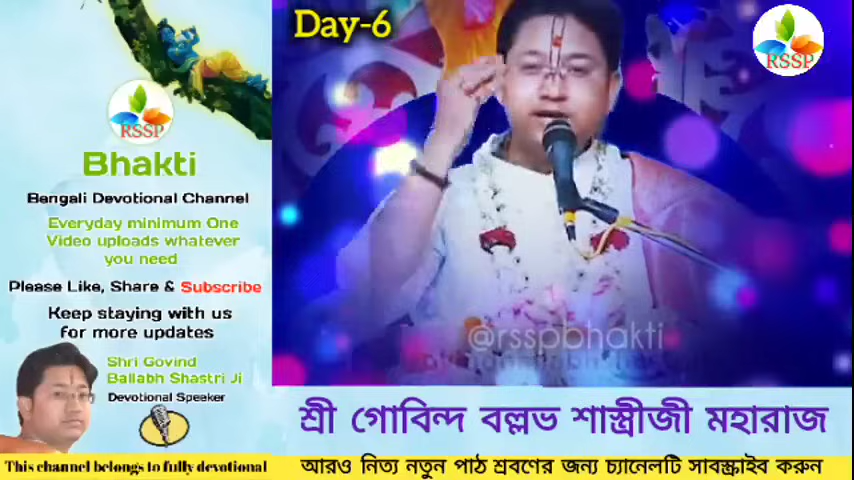 Day-6
RSSP
RSSP
Bhakti
Bengali Devotional Channel
Everyday minimum One
Video uploads whatever
you need
Please Like, Share & Subscribe
Keep staying with us
for more updates
Shri Govind
Ballabh Shastri Ji
Devotional Speaker
This channel belongs to fully devotional
@rsspbhakti
শ্রী গোবিন্দ বল্লভ শাস্ত্রীজী মহারাজ
আরও নিত্য নতুন পাঠ শ্রবণের জন্য চ্যানেলটি সাবস্ক্রাইব করুন